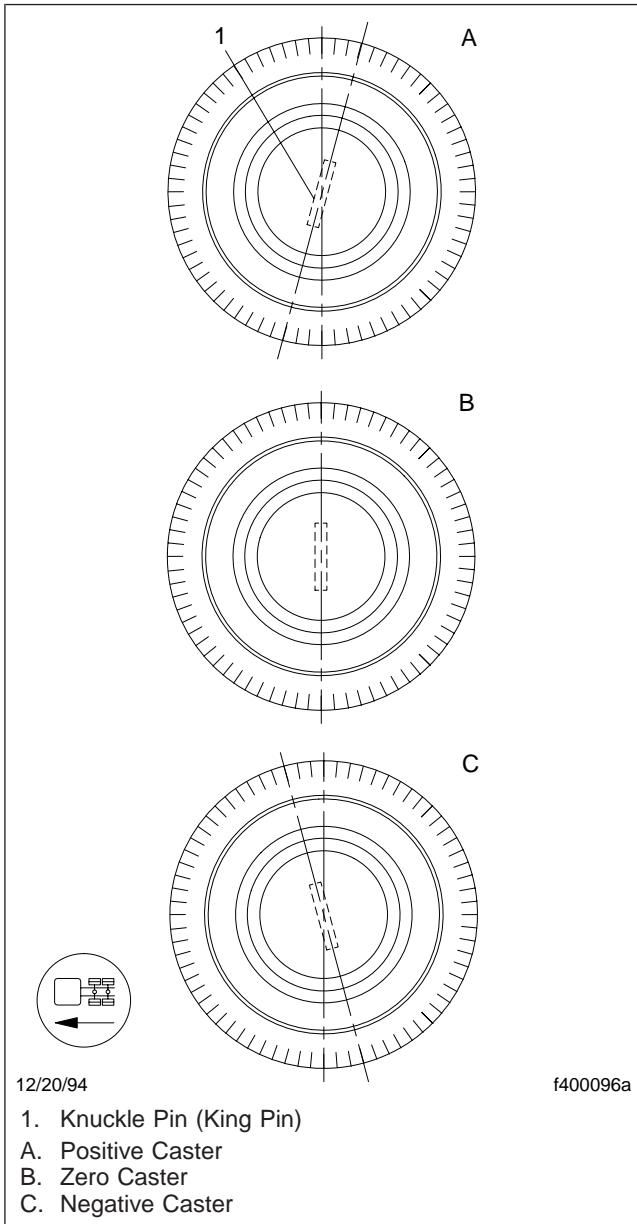 1
A
B
C
12/20/94
f400096a
1. Knuckle Pin (King Pin)
A. Positive Caster
B. Zero Caster
C. Negative Caster